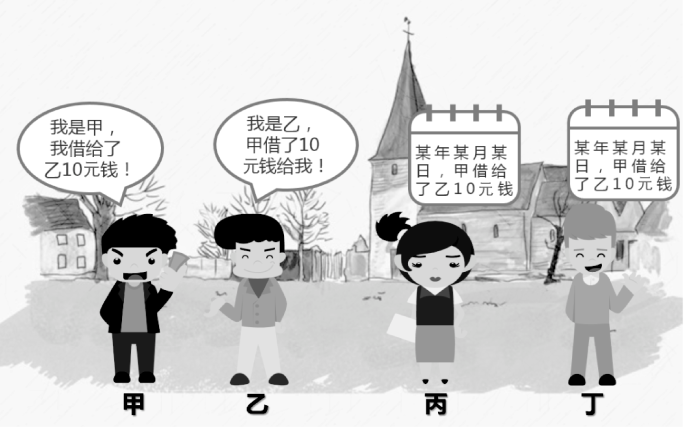 我是甲，
我借给了
乙10元钱！
我是乙，
甲借了10
元钱给我！
某年某月某
日，甲借给
了乙10元钱
某年某月某
日，甲借给
了乙10元钱
甲
乙
丙
丁